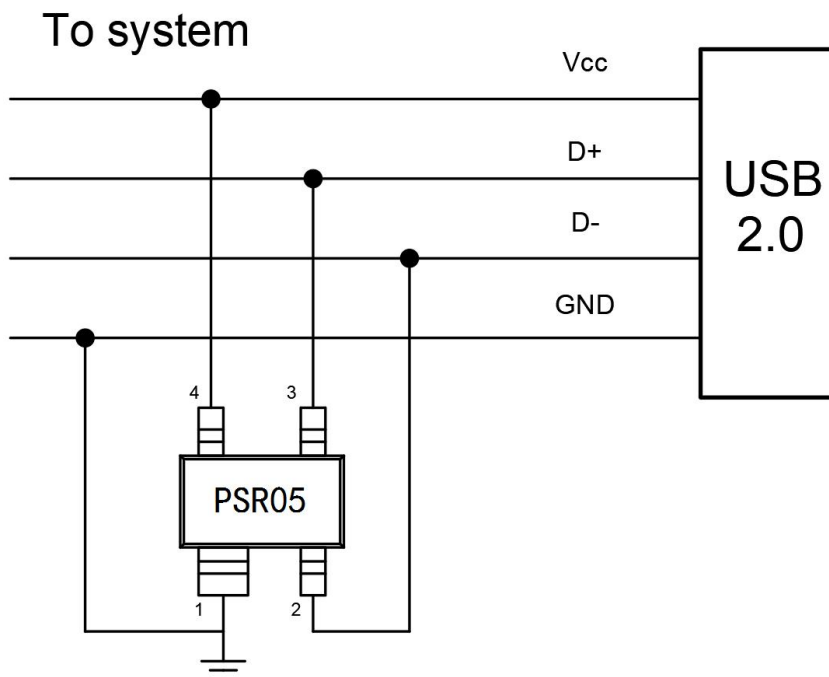 To system
Vcc
D+
D-
GND
USB
2.0
4
3
PSR05
1
2